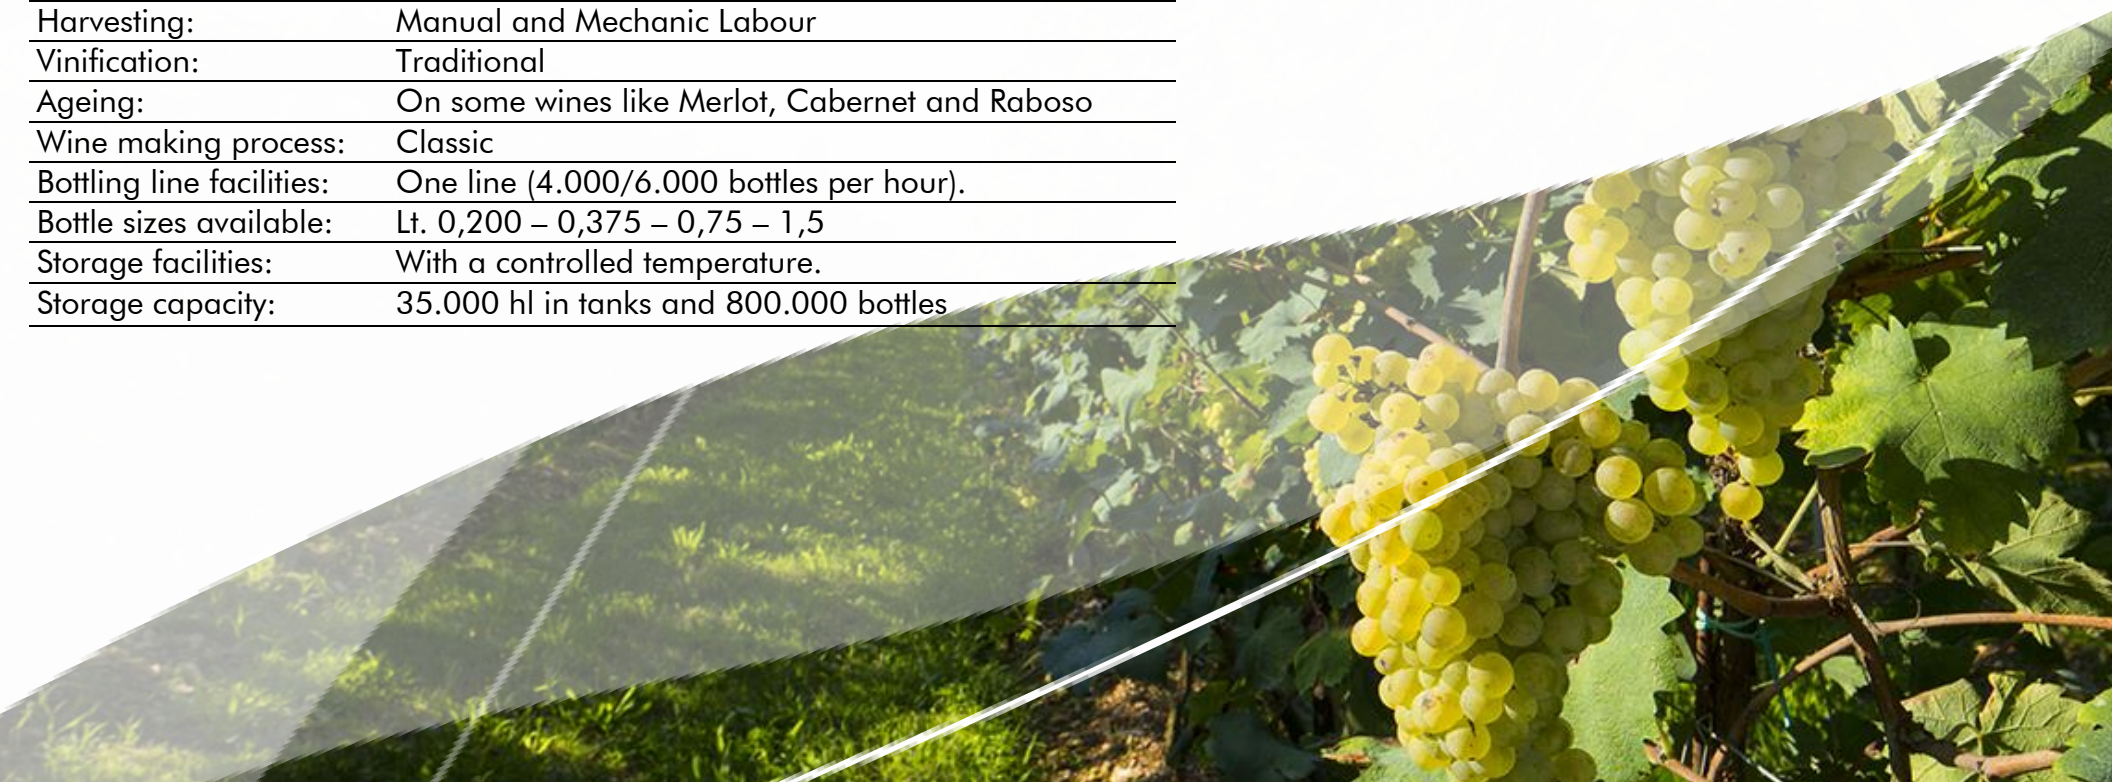 Harvesting: Manual and Mechanic Labour
Vinification: Traditional
Ageing: On some wines like Merlot, Cabernet and Raboso
Wine making process: Classic
Bottling line facilities: One line (4.000/6.000 bottles per hour).
Bottle sizes available: Lt. 0,200 – 0,375 – 0,75 – 1,5
Storage facilities: With a controlled temperature.
Storage capacity: 35.000 hl in tanks and 800.000 bottles